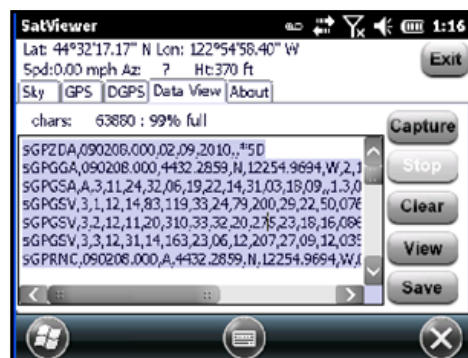 SatViewer 1:16
Lat: 44°32'17.17" N Lon: 122°54'58.40" W
Exit
Spd:0.00 mph Az: ? Ht:370 ft
Sky GPS DGPS Data View About
chars: 63880 : 99% full
Capture
$GPZDA,090208.000,02,09,2010,,*5D
$GPGGA,090208.000,4432.2859,N,12254.9694,W,2,1
Stop
$GPGSA,A,3,11,24,32,06,19,22,14,31,03,18,09,,1.3,0
$GPGSV,3,1,12,14,83,119,33,24,79,200,29,22,50,076
Clear
$GPGSV,3,2,12,11,20,310,33,32,20,275,23,18,16,086
$GPGSV,3,3,12,31,14,163,23,06,12,207,27,09,12,035
View
$GPRNC,090208.000,A,4432.2859,N,12254.9694,W,0
Save